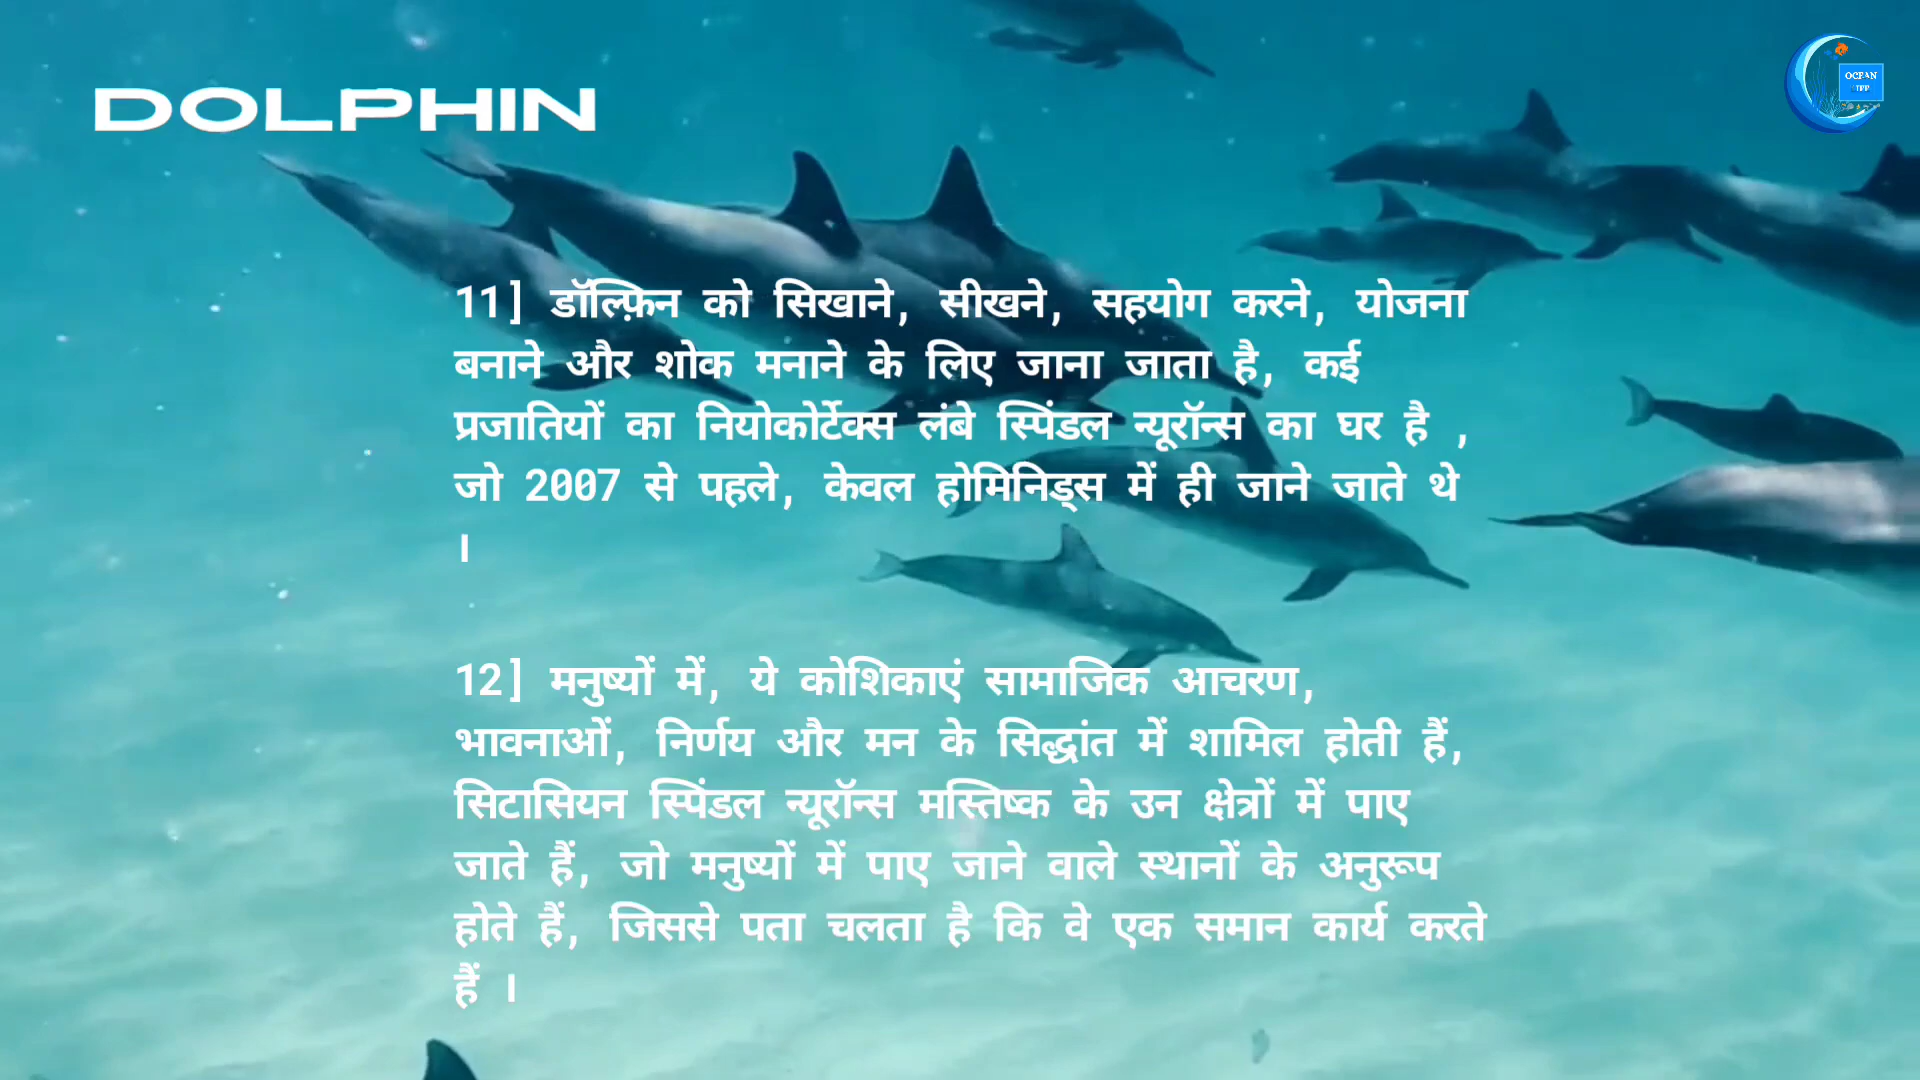 DOLPHIN
OCEAN
11] डॉल्फ़िन को सिखाने, सीखने, सहयोग करने, योजना
बनाने और शोक मनाने के लिए जाना जाता है, कई
प्रजातियों का नियोकोर्टेक्स लंबे स्पिंडल न्यूरॉन्स का घर है ,
जो 2007 से पहले, केवल होमिनिड्स में ही जाने जाते थे
।
12] मनुष्यों में, ये कोशिकाएं सामाजिक आचरण,
भावनाओं, निर्णय और मन के सिद्धांत में शामिल होती हैं,
सिटासियन स्पिंडल न्यूरॉन्स मस्तिष्क के उन क्षेत्रों में पाए
जाते हैं, जो मनुष्यों में पाए जाने वाले स्थानों के अनुरूप
होते हैं, जिससे पता चलता है कि वे एक समान कार्य करते
हैं ।